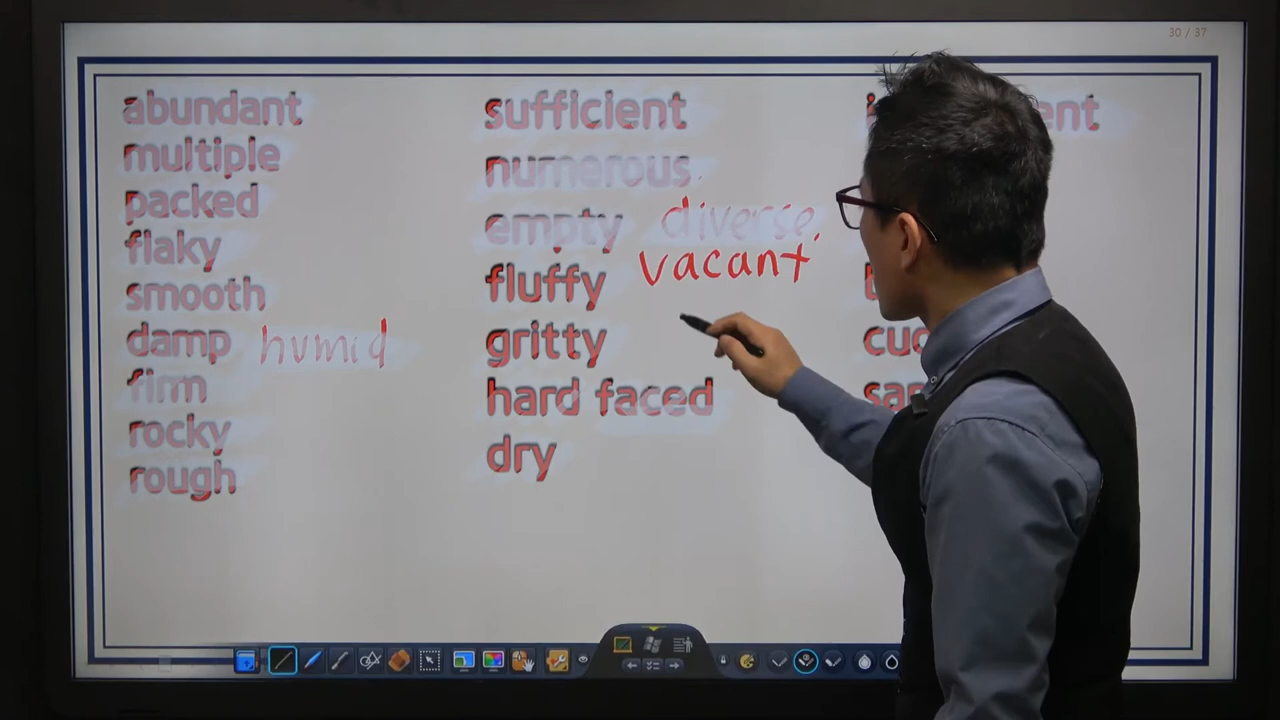 30 / 37
abundant
multiple
packed
flaky
smooth
damp humid
firm
rocky
rough
sufficient
numerous
empty diverse
vacant
fluffy
gritty
hard faced
dry